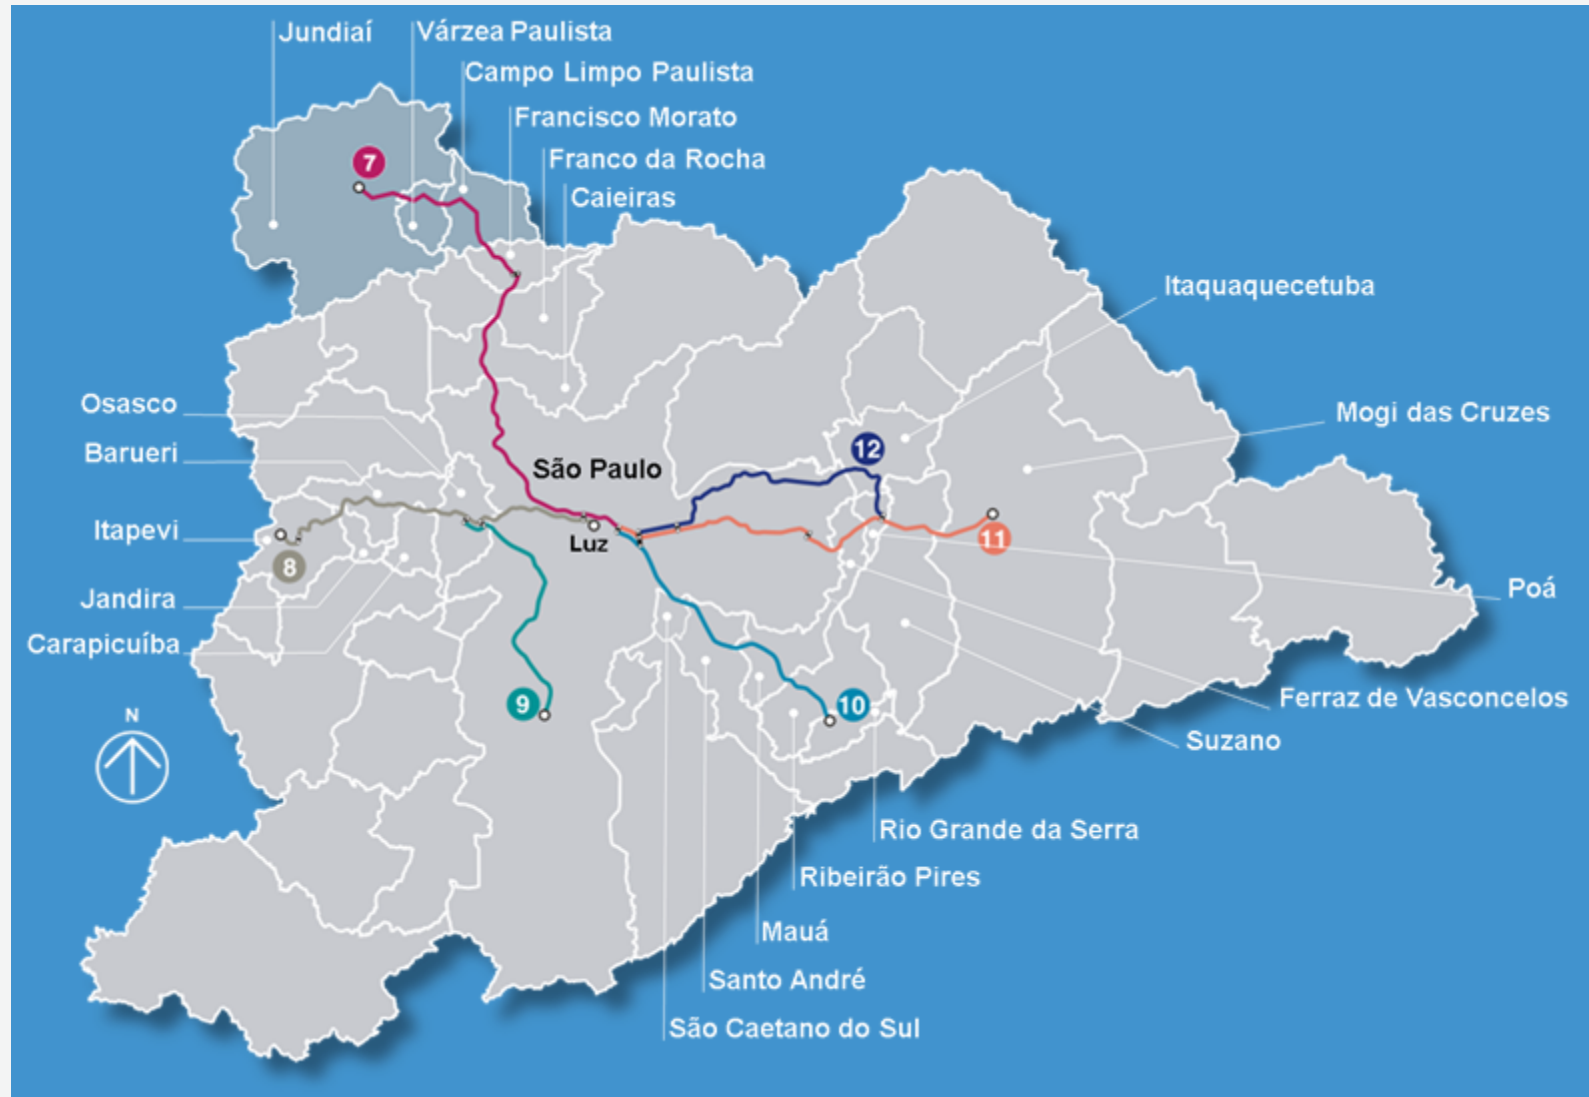 Jundiaí
Várzea Paulista
Campo Limpo Paulista
Francisco Morato
Franco da Rocha
Caieiras
7
Itaquaquecetuba
Osasco
Mogi das Cruzes
Barueri
12
São Paulo
Itapevi
Luz
11
8
Jandira
Poá
Carapicuíba
9
10
Ferraz de Vasconcelos
N
Suzano
Rio Grande da Serra
Ribeirão Pires
Mauá
Santo André
São Caetano do Sul